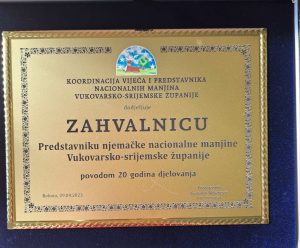 KOORDINACIJA VIJEĆA I PREDSTAVNIKA
NACIONALNIH MANJINA
VUKOVARSKO-SRIJEMSKE ŽUPANIJE
dodjeljuje
ZAHVALNICU
Predstavniku njemačke nacionalne manjine
Vukovarsko-srijemske županije
povodom 20 godina djelovanja